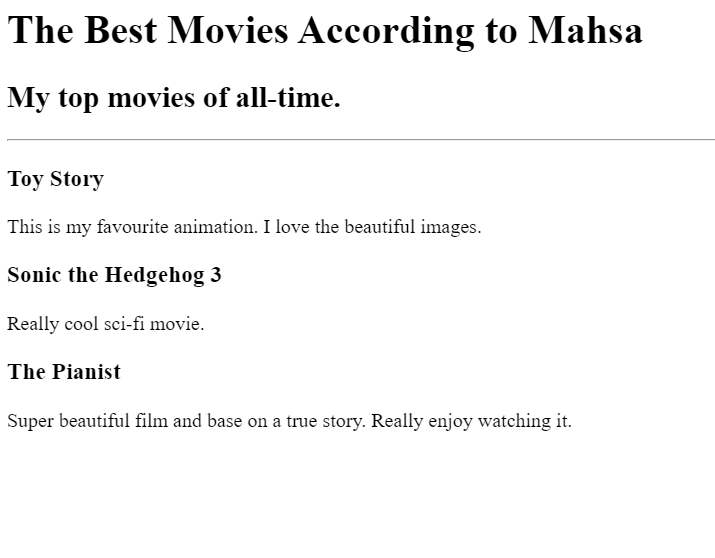 The Best Movies According to Mahsa
My top movies of all-time.
Toy Story
This is my favourite animation. I love the beautiful images.
Sonic the Hedgehog 3
Really cool sci-fi movie.
The Pianist
Super beautiful film and base on a true story. Really enjoy watching it.